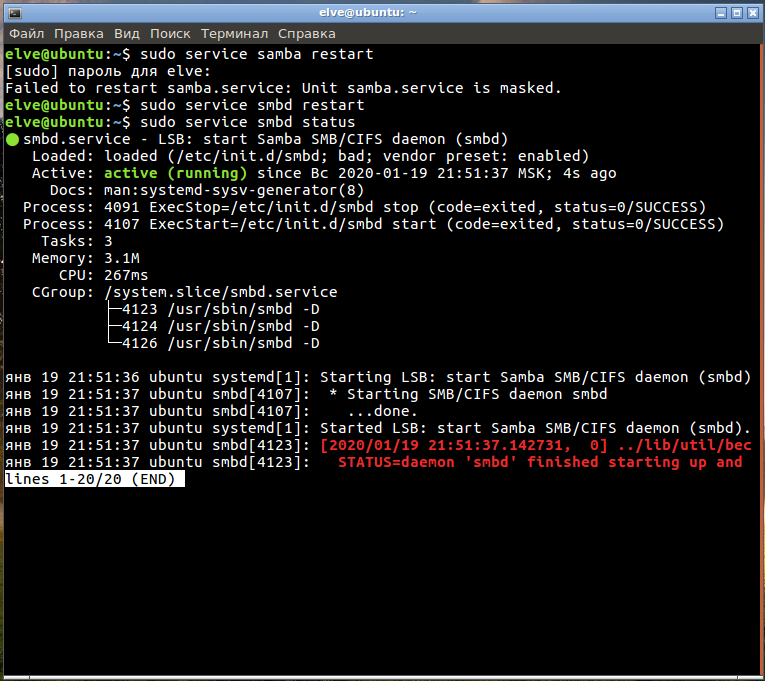 elve@ubuntu: ~
Файл Правка Вид Поиск Терминал Справка
elve@ubuntu:~$ sudo service samba restart
[sudo] пароль для elve:
Failed to restart samba.service: Unit samba.service is masked.
elve@ubuntu:~$ sudo service smbd restart
elve@ubuntu:~$ sudo service smbd status
● smbd.service - LSB: start Samba SMB/CIFS daemon (smbd)
   Loaded: loaded (/etc/init.d/smbd; bad; vendor preset: enabled)
   Active: active (running) since Вс 2020-01-19 21:51:37 MSK; 4s ago
     Docs: man:systemd-sysv-generator(8)
  Process: 4091 ExecStop=/etc/init.d/smbd stop (code=exited, status=0/SUCCESS)
  Process: 4107 ExecStart=/etc/init.d/smbd start (code=exited, status=0/SUCCESS)
    Tasks: 3
   Memory: 3.1M
      CPU: 267ms
   CGroup: /system.slice/smbd.service
           ├─4123 /usr/sbin/smbd -D
           ├─4124 /usr/sbin/smbd -D
           └─4126 /usr/sbin/smbd -D
янв 19 21:51:36 ubuntu systemd[1]: Starting LSB: start Samba SMB/CIFS daemon (smbd)
янв 19 21:51:37 ubuntu smbd[4107]:  * Starting SMB/CIFS daemon smbd
янв 19 21:51:37 ubuntu smbd[4107]:    ...done.
янв 19 21:51:37 ubuntu systemd[1]: Started LSB: start Samba SMB/CIFS daemon (smbd).
янв 19 21:51:37 ubuntu smbd[4123]: [2020/01/19 21:51:37.142731,  0] ../lib/util/bec
янв 19 21:51:37 ubuntu smbd[4123]:   STATUS=daemon 'smbd' finished starting up and
lines 1-20/20 (END)